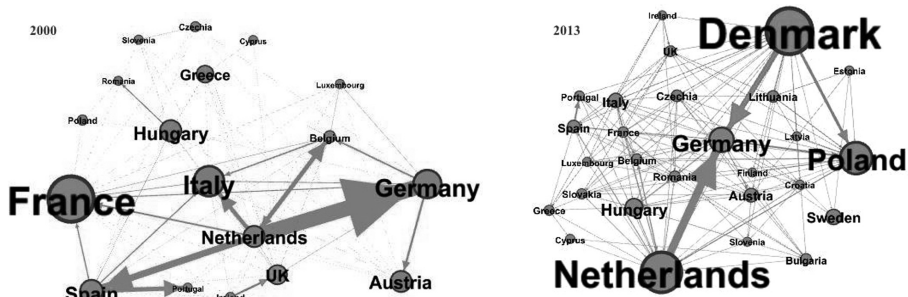 2000
Czechia
Slovenia
Cyprus
Greece
Romania
Luxembourg
Poland
Hungary
Belgium
Italy
Germany
France
Netherlands
UK
Austria
Spain
Portugal
Ireland
2013
Ireland
Denmark
UK
Estonia
Portugal
Italy
Czechia
Lithuania
Spain
France
Latvia
Germany
Luxembourg
Belgium
Poland
Romania
Finland
Croatia
Slovakia
Austria
Greece
Hungary
Sweden
Cyprus
Slovenia
Bulgaria
Netherlands